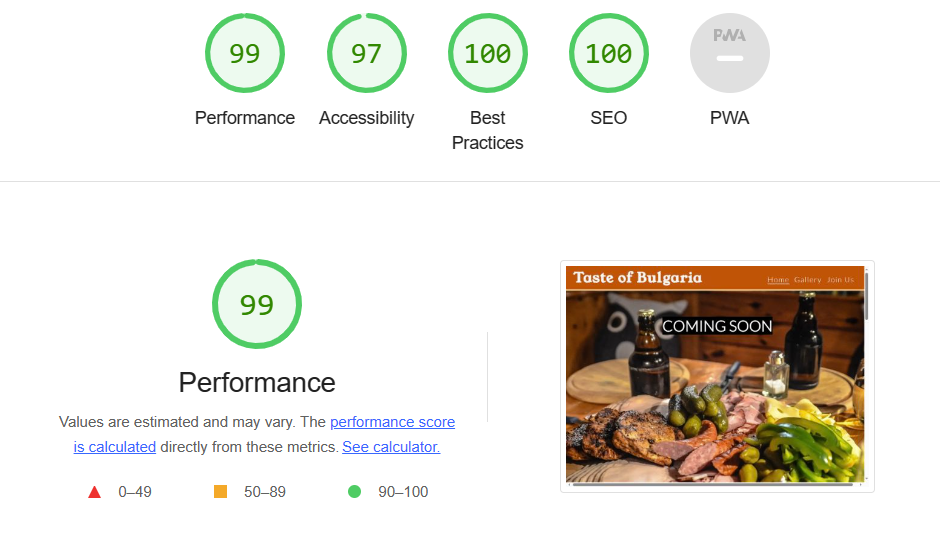 99
97
100
100
PWA
Performance
Accessibility
Best
Practices
SEO
PWA
99
Performance
Values are estimated and may vary. The performance score
is calculated directly from these metrics. See calculator.
0–49
50–89
90–100
Taste of Bulgaria
Home Gallery Join Us
COMING SOON